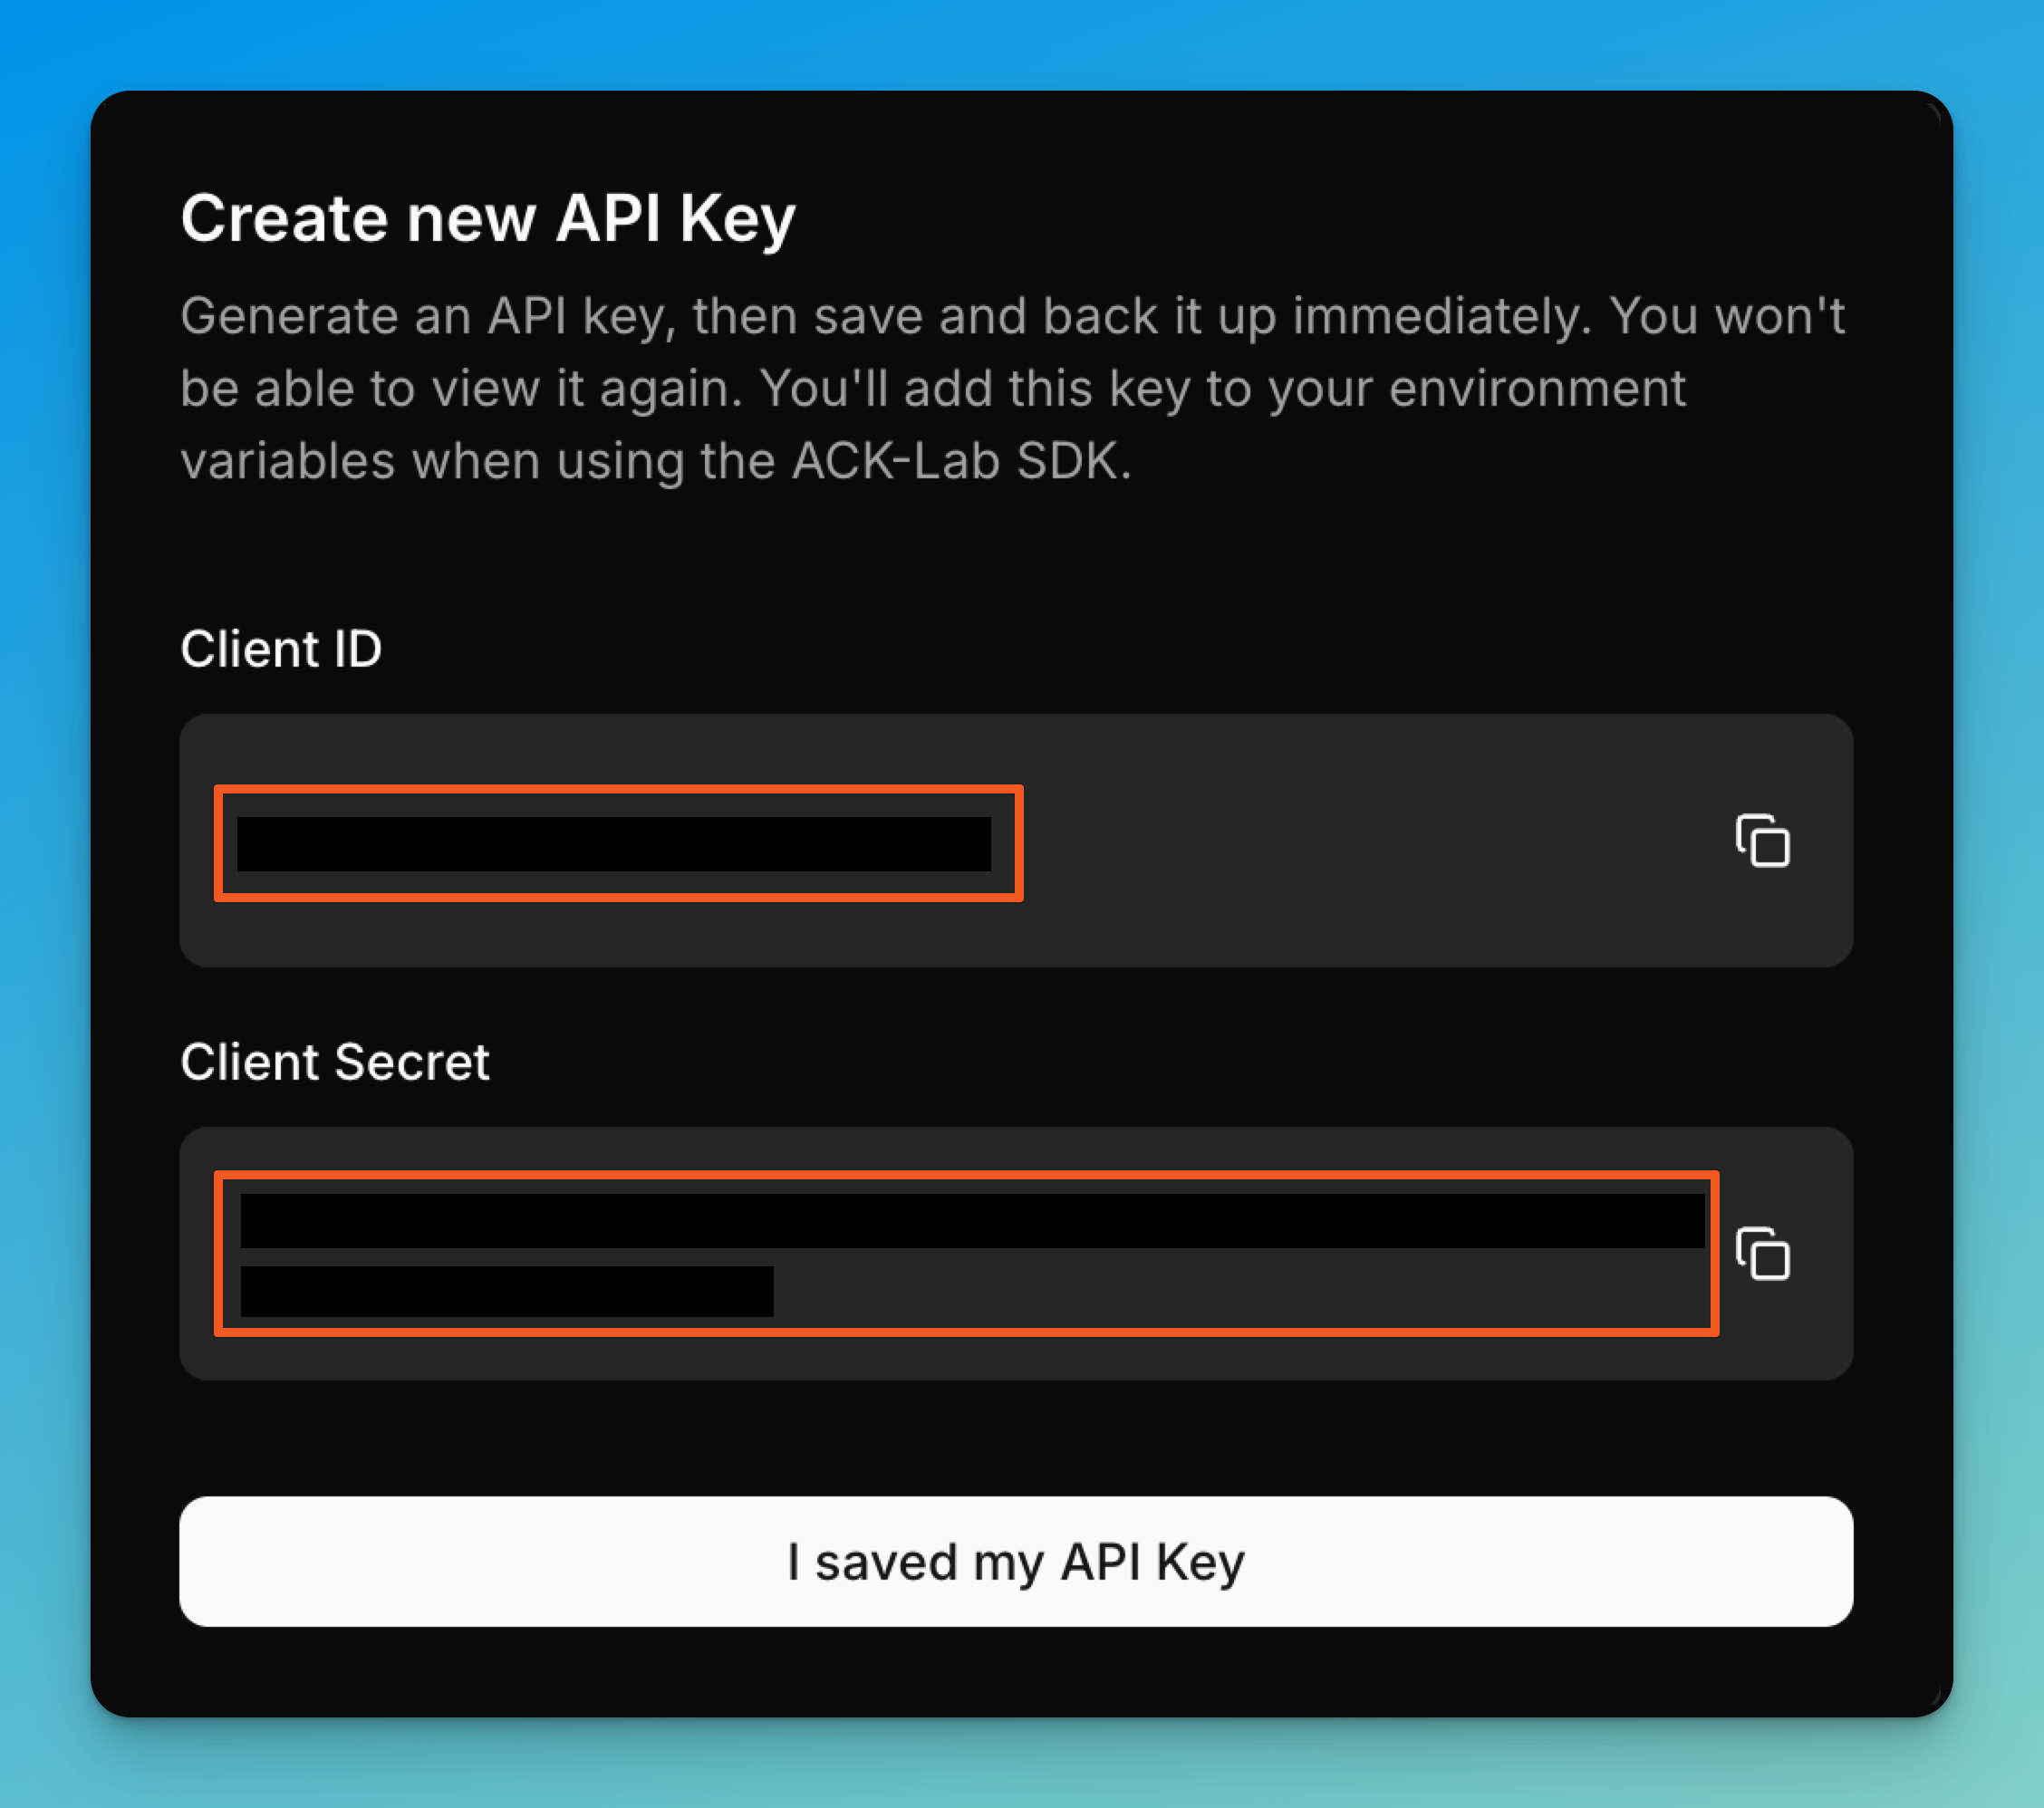 Create new API Key
Generate an API key, then save and back it up immediately. You won't
be able to view it again. You'll add this key to your environment
variables when using the ACK-Lab SDK.
Client ID
Client Secret
I saved my API Key